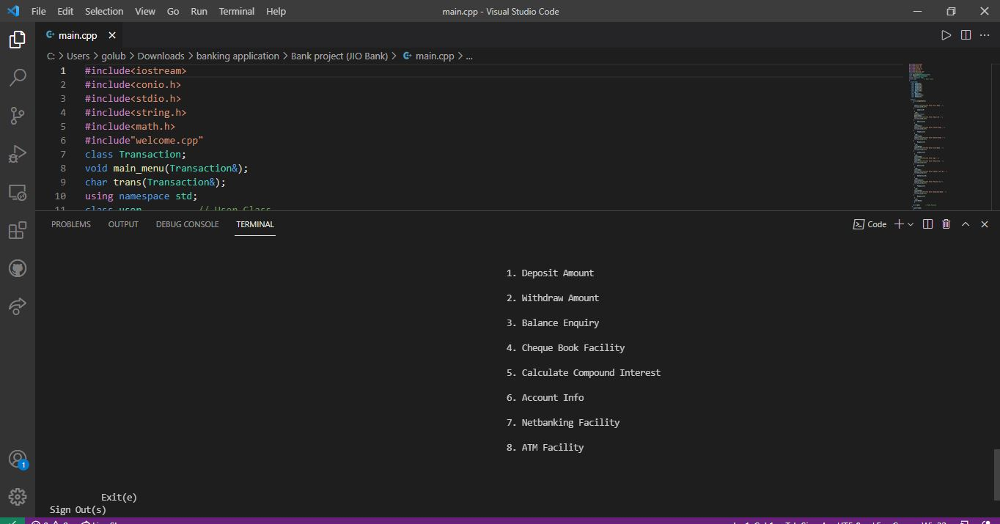 File Edit Selection View Go Run Terminal Help main.cpp - Visual Studio Code
main.cpp
C: > Users > golub > Downloads > banking application > Bank project (JIO Bank) > main.cpp > ...
1 #include<iostream>
2 #include<conio.h>
3 #include<stdio.h>
4 #include<string.h>
5 #include<math.h>
6 #include"welcome.cpp"
7 class Transaction;
8 void main_menu(Transaction&);
9 char trans(Transaction&);
10 using namespace std;
11 class user // User Class
PROBLEMS OUTPUT DEBUG CONSOLE TERMINAL Code
1. Deposit Amount
2. Withdraw Amount
3. Balance Enquiry
4. Cheque Book Facility
5. Calculate Compound Interest
6. Account Info
7. Netbanking Facility
8. ATM Facility
Exit(e)
1
Sign Out(s)